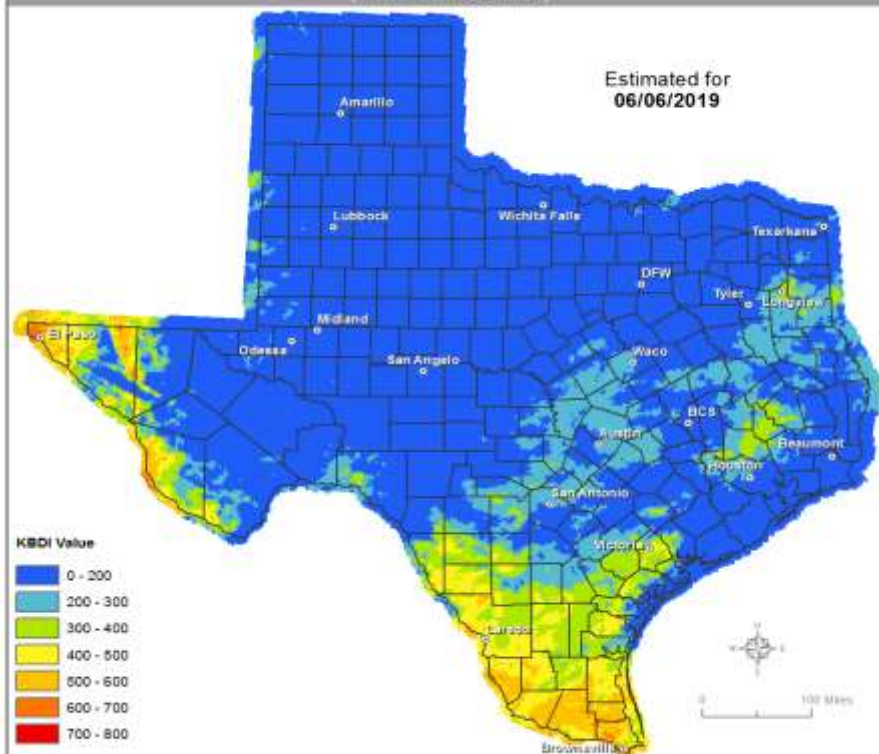 Estimated for
06/06/2019
Amarillo
Lubbock
Wichita Falls
Texarkana
DFW
Tyler
Longview
El Paso
Midland
Odessa
San Angelo
Waco
BCS
Austin
Beaumont
Houston
San Antonio
Victoria
Laredo
Brownsville
KBDI Value
0 - 200
200 - 300
300 - 400
400 - 500
500 - 600
600 - 700
700 - 800
0 100 Miles